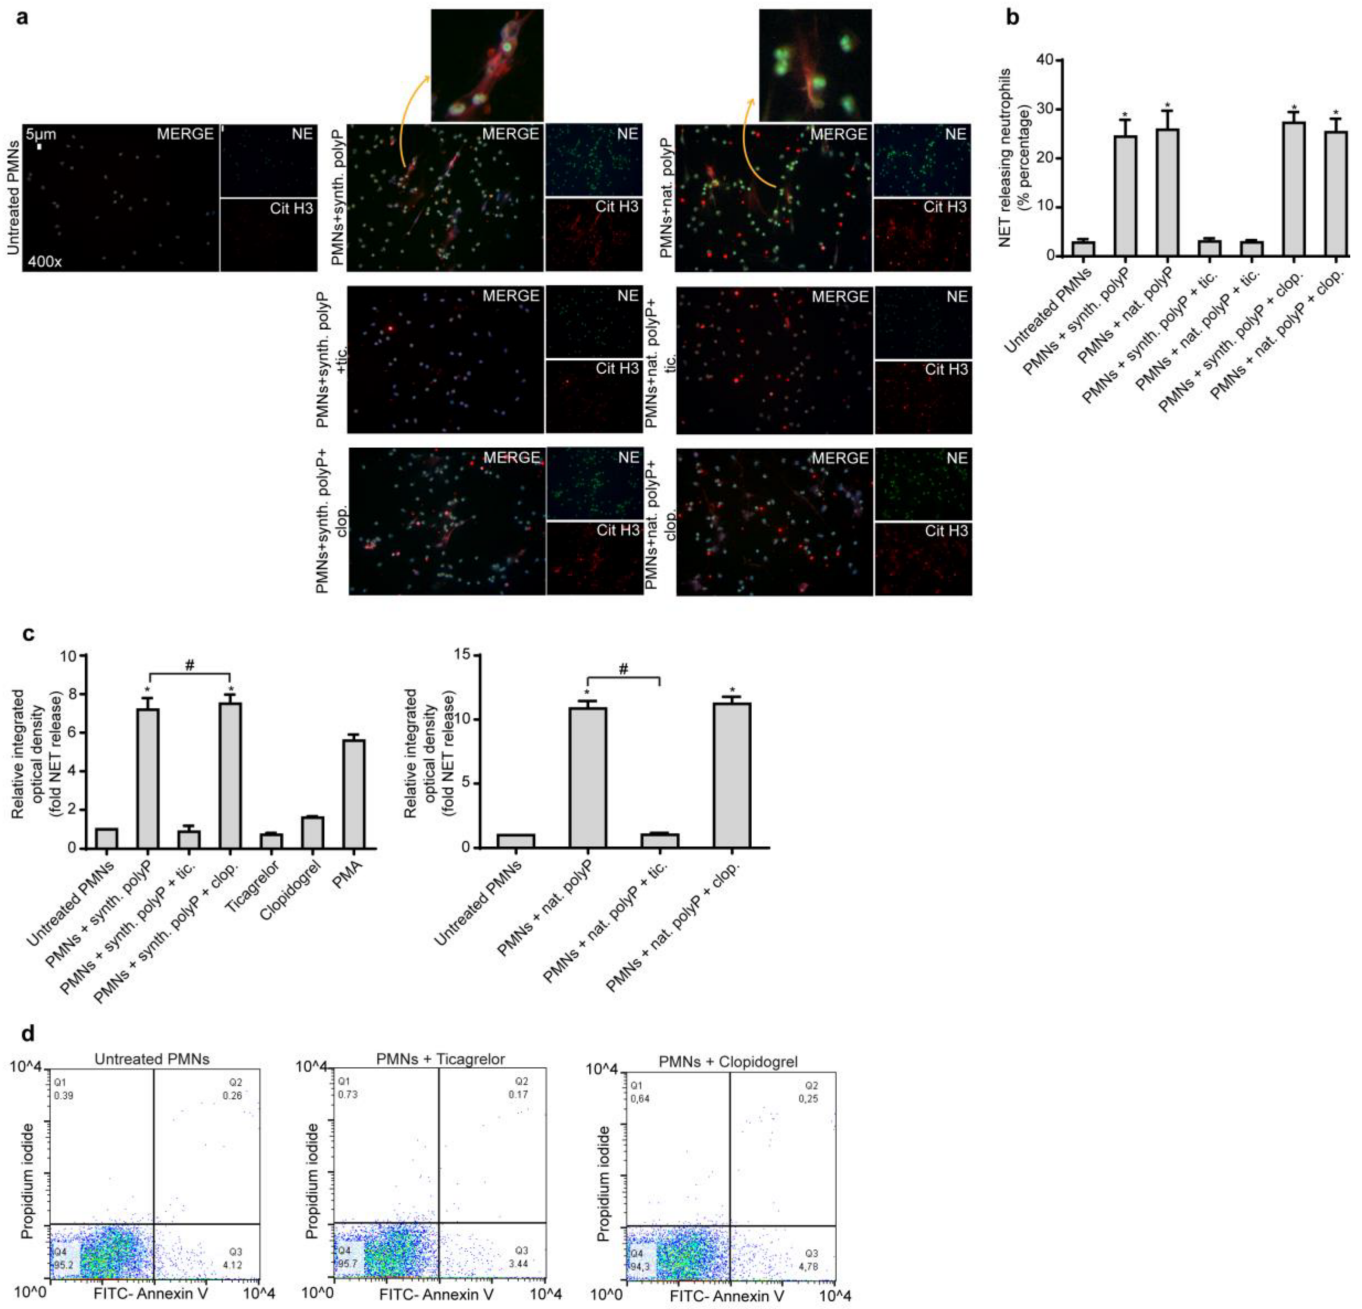 a
Untreated PMNs
5µm
MERGE
NE
Cit H3
400x
PMNs+synth. polyP
MERGE
NE
Cit H3
PMNs+nat. polyP
MERGE
NE
Cit H3
PMNs+synth. polyP
+tic.
MERGE
NE
Cit H3
PMNs+nat. polyP+
tic.
MERGE
NE
Cit H3
PMNs+synth. polyP+
clop.
MERGE
NE
Cit H3
PMNs+nat. polyP+
clop.
MERGE
NE
Cit H3
b
NET releasing neutrophils
(% percentage)
40
30
20
10
0
*
*
*
*
Untreated PMNs
PMNs + synth. polyP
PMNs + nat. polyP
PMNs + synth. polyP + tic.
PMNs + nat. polyP + tic.
PMNs + synth. polyP + clop.
PMNs + nat. polyP + clop.
c
Relative integrated
optical density
(fold NET release)
10
8
6
4
2
0
#
*
*
Untreated PMNs
PMNs + synth. polyP
PMNs + synth. polyP + tic.
PMNs + synth. polyP + clop.
Ticagrelor
Clopidogrel
PMA
Relative integrated
optical density
(fold NET release)
15
10
5
0
#
*
*
Untreated PMNs
PMNs + nat. polyP
PMNs + nat. polyP + tic.
PMNs + nat. polyP + clop.
d
Untreated PMNs
10^4
Propidium iodide
Q1
0.39
Q2
0.26
Q4
95.2
Q3
4.12
10^0
FITC- Annexin V
10^4
PMNs + Ticagrelor
10^4
Propidium iodide
Q1
0.73
Q2
0.17
Q4
95.7
Q3
3.44
10^0
FITC- Annexin V
10^4
PMNs + Clopidogrel
10^4
Propidium iodide
Q1
0,64
Q2
0,25
Q4
94,3
Q3
4,78
10^0
FITC- Annexin V
10^4